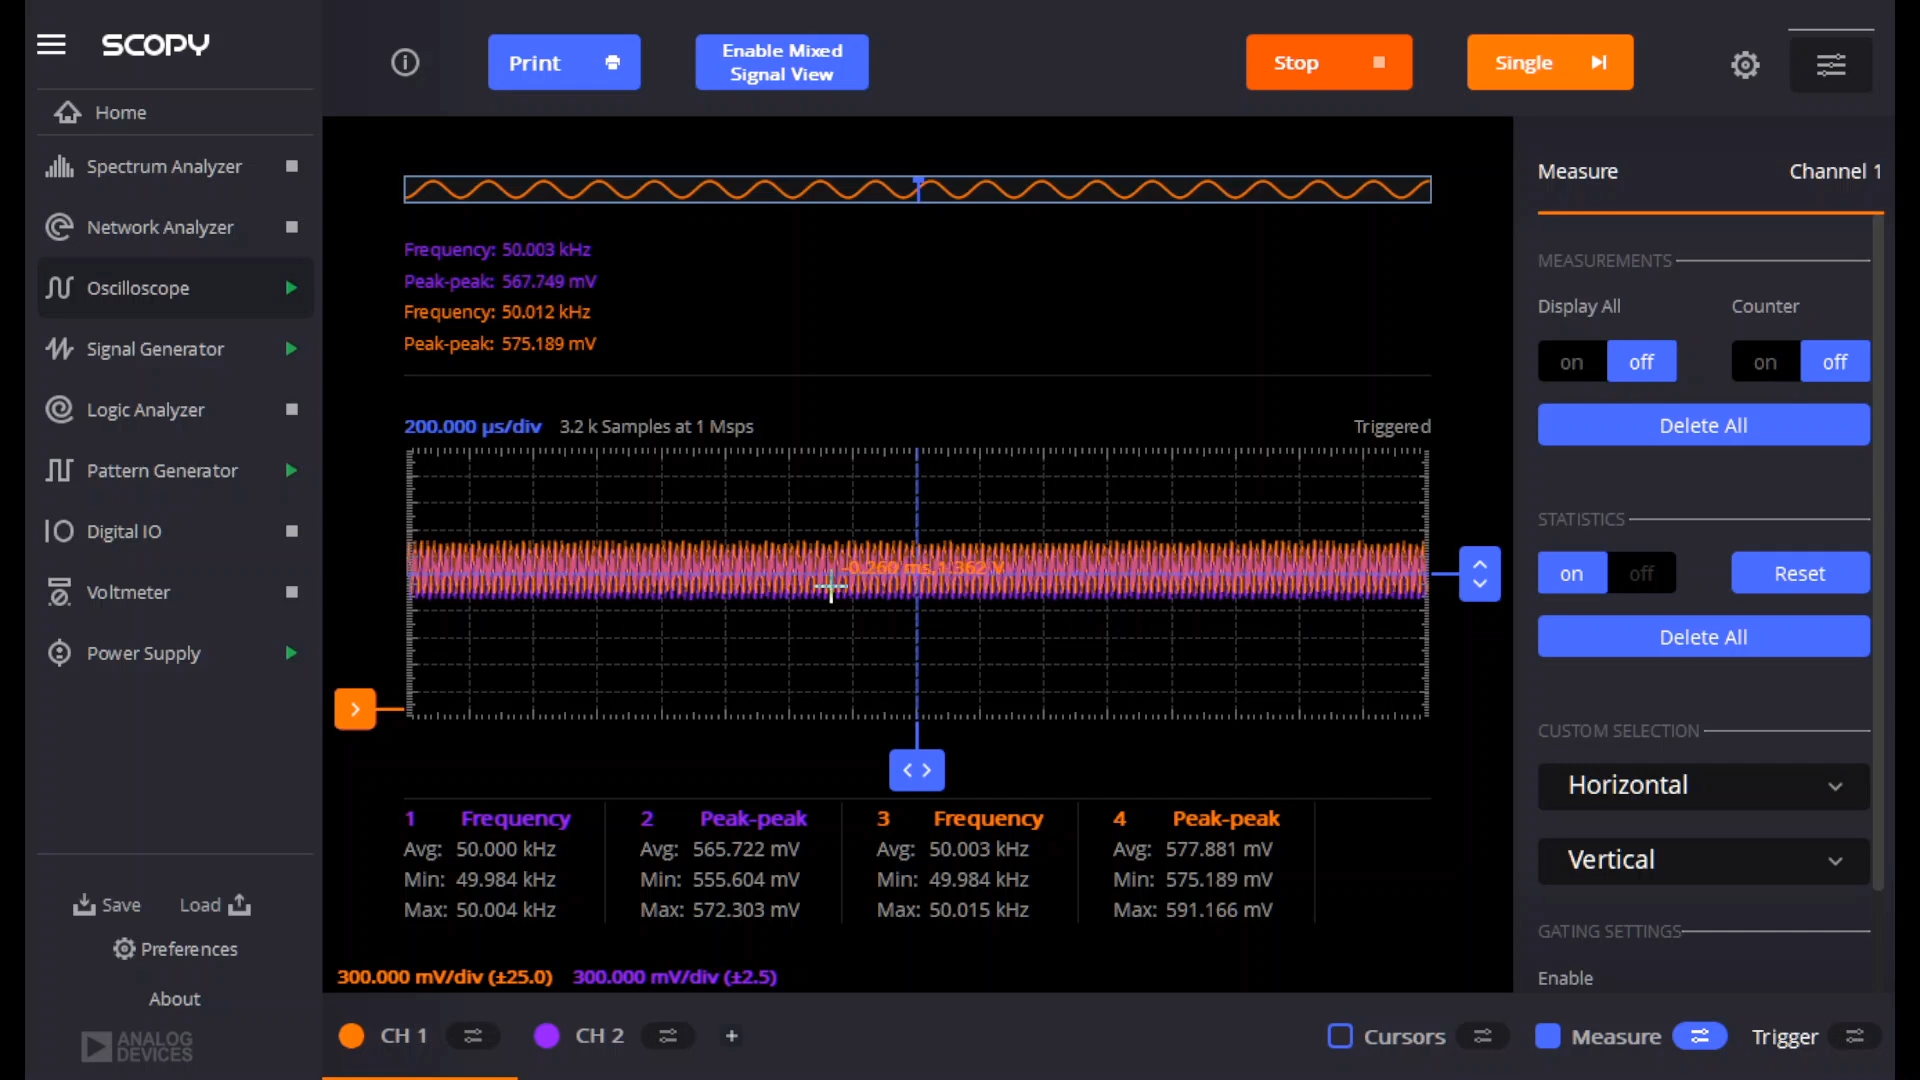 SCOPY
Print
Enable Mixed
Signal View
Stop
Single
Home
Spectrum Analyzer
Network Analyzer
Oscilloscope
Signal Generator
Logic Analyzer
Pattern Generator
Digital IO
Voltmeter
Power Supply
Save Load
Preferences
About
ANALOG
DEVICES
Frequency: 50.003 kHz
Peak-peak: 567.749 mV
Frequency: 50.012 kHz
Peak-peak: 575.189 mV
200.000 µs/div 3.2 k Samples at 1 Msps Triggered
-0.260 ms,1.362 V
1 Frequency 2 Peak-peak 3 Frequency 4 Peak-peak
Avg: 50.000 kHz Avg: 565.722 mV Avg: 50.003 kHz Avg: 577.881 mV
Min: 49.984 kHz Min: 555.604 mV Min: 49.984 kHz Min: 575.189 mV
Max: 50.004 kHz Max: 572.303 mV Max: 50.015 kHz Max: 591.166 mV
300.000 mV/div (±25.0) 300.000 mV/div (±2.5)
CH 1 CH 2 + Cursors Measure Trigger
Measure Channel 1
MEASUREMENTS
Display All Counter
on off on off
Delete All
STATISTICS
on off Reset
Delete All
CUSTOM SELECTION
Horizontal
Vertical
GATING SETTINGS
Enable